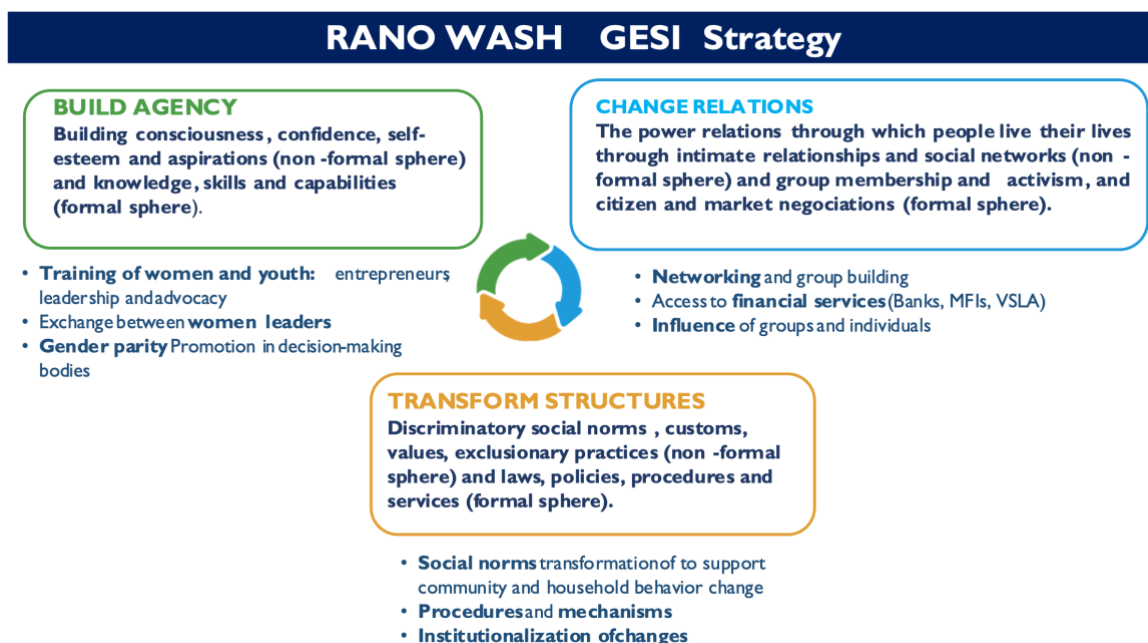 RANO WASH GESI Strategy
BUILD AGENCY
Building consciousness, confidence, self-
esteem and aspirations (non -formal sphere)
and knowledge, skills and capabilities
(formal sphere).
• Training of women and youth: entrepreneurs,
leadership and advocacy
• Exchange between women leaders
• Gender parity Promotion in decision-making
bodies
CHANGE RELATIONS
The power relations through which people live their lives
through intimate relationships and social networks (non -
formal sphere) and group membership and activism, and
citizen and market negociations (formal sphere).
• Networking and group building
• Access to financial services (Banks, MFIs, VSLA)
• Influence of groups and individuals
TRANSFORM STRUCTURES
Discriminatory social norms , customs,
values, exclusionary practices (non -formal
sphere) and laws, policies, procedures and
services (formal sphere).
• Social norms transformation of to support
community and household behavior change
• Procedures and mechanisms
• Institutionalization of changes